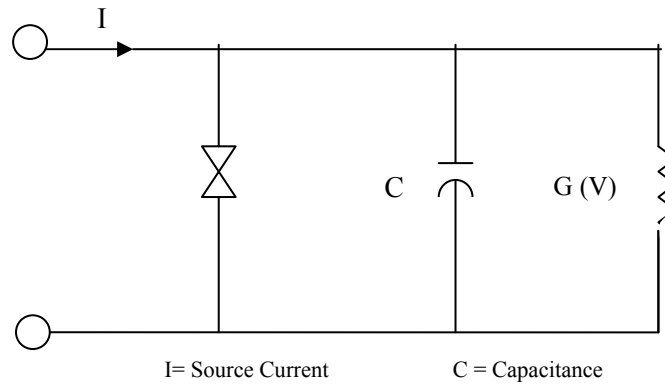 I
C
G (V)
I= Source Current C = Capacitance